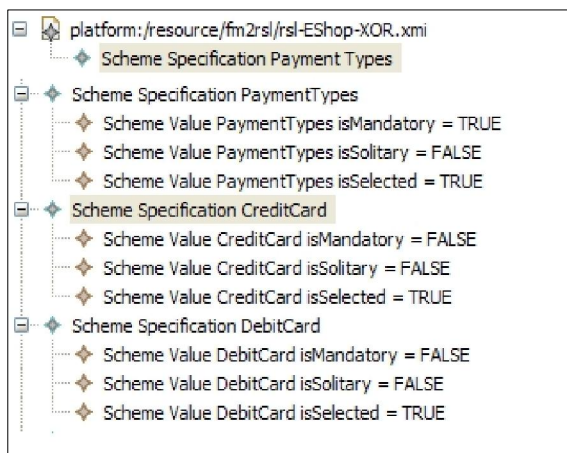 platform:/resource/fm2rsl/rsl-EShop-XOR.xmi
Scheme Specification Payment Types
Scheme Specification PaymentTypes
Scheme Value PaymentTypes isMandatory = TRUE
Scheme Value PaymentTypes isSolitary = FALSE
Scheme Value PaymentTypes isSelected = TRUE
Scheme Specification CreditCard
Scheme Value CreditCard isMandatory = FALSE
Scheme Value CreditCard isSolitary = FALSE
Scheme Value CreditCard isSelected = TRUE
Scheme Specification DebitCard
Scheme Value DebitCard isMandatory = FALSE
Scheme Value DebitCard isSolitary = FALSE
Scheme Value DebitCard isSelected = TRUE